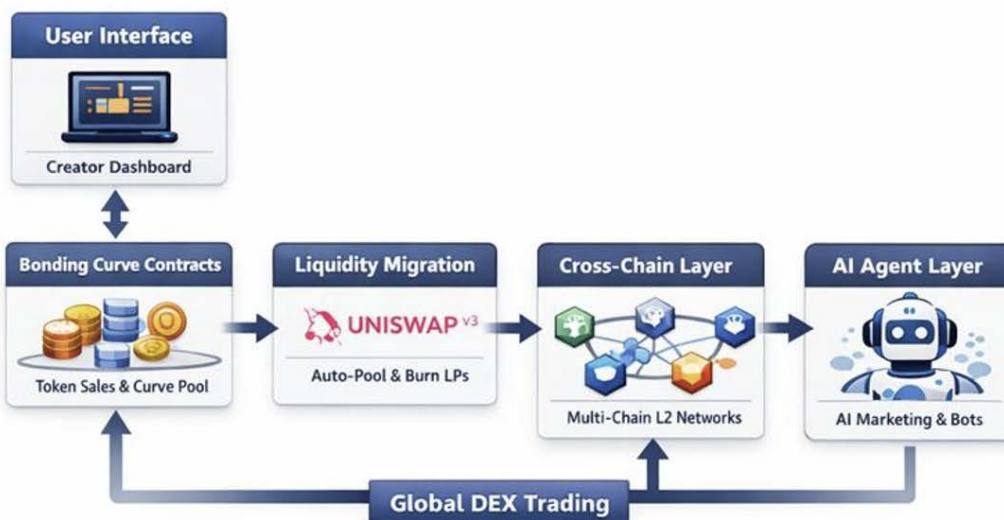 User Interface
Creator Dashboard
Bonding Curve Contracts
Token Sales & Curve Pool
Liquidity Migration
UNISWAP V3
Auto-Pool & Burn LPs
Cross-Chain Layer
Multi-Chain L2 Networks
AI Agent Layer
AI Marketing & Bots
Global DEX Trading